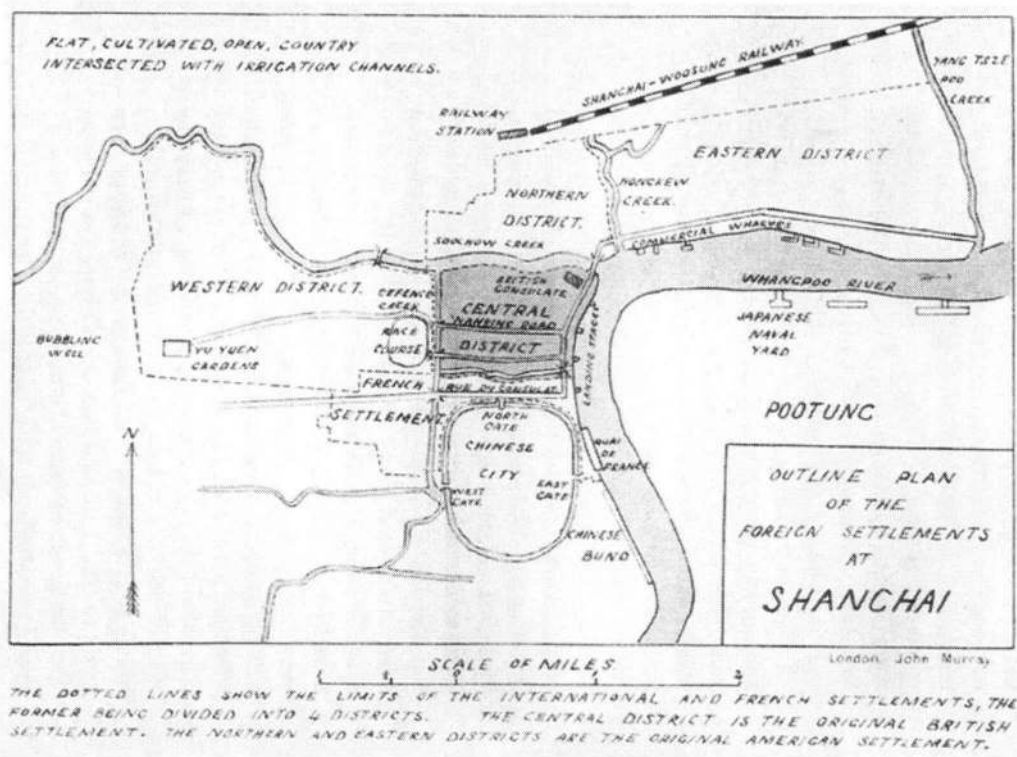 FLAT, CULTIVATED, OPEN, COUNTRY
INTERSECTED WITH IRRIGATION CHANNELS.
SHANGHAI-WOOSUNG RAILWAY
YANG TSZE
POO
CREEK
RAILWAY
STATION
EASTERN DISTRICT
NORTHERN
DISTRICT.
HONGKEW
CREEK.
SOOCHOW CREEK
COMMERCIAL WHARVES
WHANGPOO RIVER
JAPANESE
NAVAL
YARD
WESTERN DISTRICT.
DEFENCE
CREEK
BRITISH
CONSULATE
CENTRAL
NANKING ROAD
DISTRICT
RACE
COURSE
LANDING STAGES
BUBBLING
WELL
YU YUEN
GARDENS
FRENCH
SETTLEMENT.
RUE DU CONSULAT
NORTH
GATE
CHINESE
CITY
WEST
GATE
EAST
GATE
QUAI
DE
FRANCE
CHINESE
BUND
POOTUNG
N
OUTLINE PLAN
OF THE
FOREIGN SETTLEMENTS
AT
SHANGHAI
London. John Murray.
SCALE OF MILES
1 0 1 2
THE DOTTED LINES SHOW THE LIMITS OF THE INTERNATIONAL AND FRENCH SETTLEMENTS, THE
FORMER BEING DIVIDED INTO 4 DISTRICTS. THE CENTRAL DISTRICT IS THE ORIGINAL BRITISH
SETTLEMENT. THE NORTHERN AND EASTERN DISTRICTS ARE THE ORIGINAL AMERICAN SETTLEMENT.